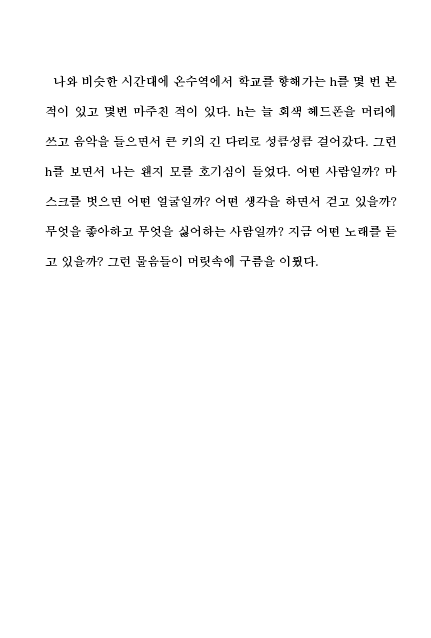 나와 비슷한 시간대에 온수역에서 학교를 향해가는 h를 몇 번 본
적이 있고 몇번 마주친 적이 있다. h는 늘 회색 헤드폰을 머리에
쓰고 음악을 들으면서 큰 키의 긴 다리로 성큼성큼 걸어갔다. 그런
h를 보면서 나는 왠지 모를 호기심이 들었다. 어떤 사람일까? 마
스크를 벗으면 어떤 얼굴일까? 어떤 생각을 하면서 걷고 있을까?
무엇을 좋아하고 무엇을 싫어하는 사람일까? 지금 어떤 노래를 듣
고 있을까? 그런 물음들이 머릿속에 구름을 이뤘다.